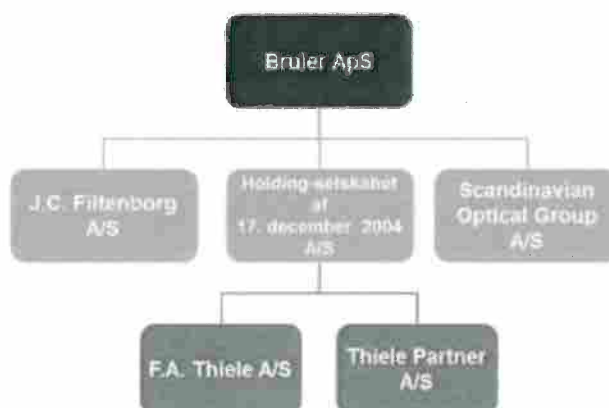 Bruler ApS
J.C. Filtenborg
A/S
Holding-selskabet
af
17. december 2004
A/S
Scandinavian
Optical Group
A/S
F.A. Thiele A/S
Thiele Partner
A/S